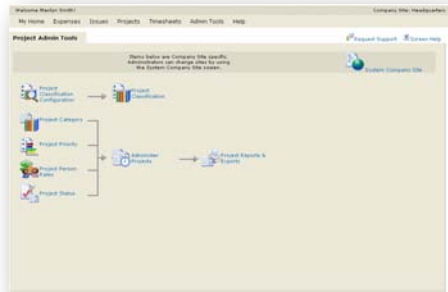 Welcome Marilyn Smith!
Company Site: Headquarters
My Home Expenses Issues Projects Timesheets Admin Tools Help
Project Admin Tools
Request Support Screen Help
Items below are Company Site specific.
Administrators can change sites by using
the System Company Site screen.
System Company Site
Project
Classification
Configuration
Project
Classification
Project Category
Project Priority
Administer
Projects
Project Reports &
Exports
Project Person
Rates
Project Status